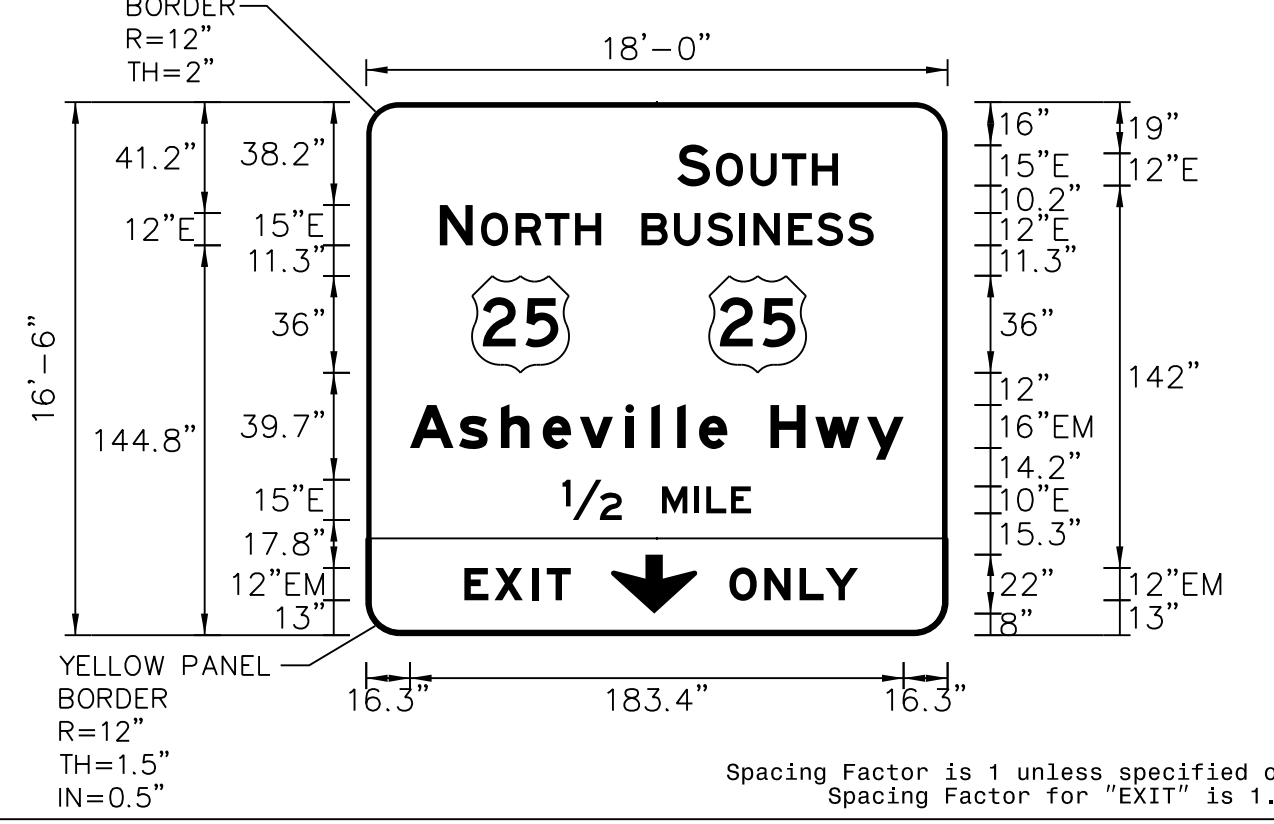 BORDER
R=12"
TH=2"
18'-0"
16'-6"
41.2"
12"E
144.8"
38.2"
15"E
11.3"
36"
39.7"
15"E
17.8"
12"EM
13"
SOUTH
NORTH BUSINESS
25 25
Asheville Hwy
1/2 MILE
EXIT ONLY
16"
15"E
10.2"
12"E
11.3"
36"
12"
16"EM
14.2"
10"E
15.3"
22"
8"
19"
12"E
142"
12"EM
13"
YELLOW PANEL
BORDER
R=12"
TH=1.5"
IN=0.5"
16.3" 183.4" 16.3"
Spacing Factor is 1 unless specified
Spacing Factor for "EXIT" is 1.